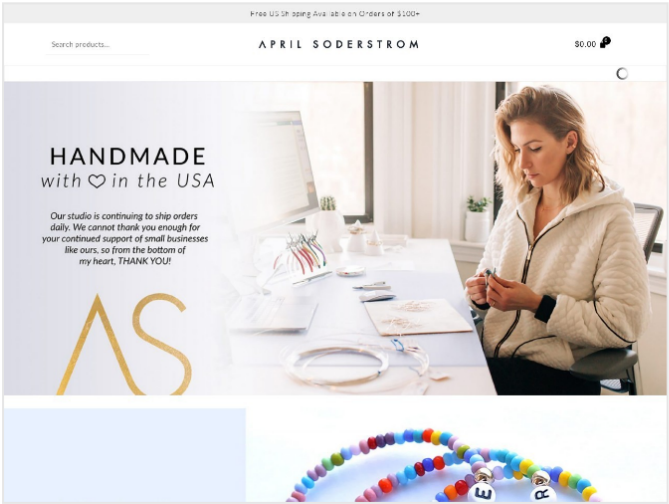 Free US Shipping Available on Orders of $100+
Search products...
APRIL SODERSTROM
$0.00
HANDMADE
with in the USA
Our studio is continuing to ship orders
daily. We cannot thank you enough for
your continued support of small businesses
like ours, so from the bottom of
my heart, THANK YOU!
AS
E R